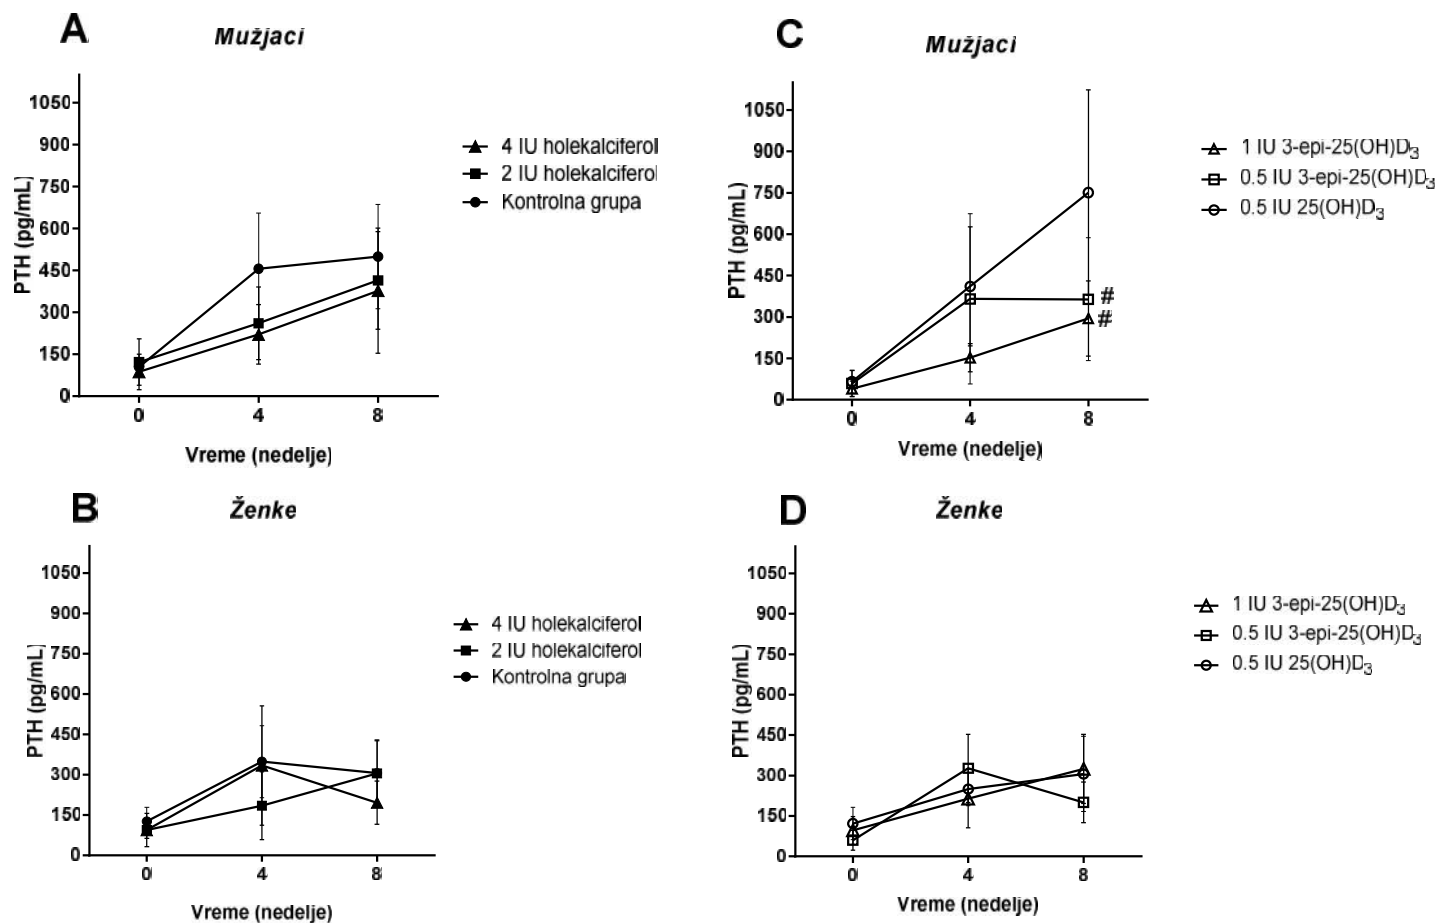 A
Mužjaci
PTH (pg/mL)
1050
900
750
600
450
300
150
0
0 4 8
Vreme (nedelje)
4 IU holekalciferol
2 IU holekalciferol
Kontrolna grupa
C
Mužjaci
PTH (pg/mL)
1050
900
750
600
450
300
150
0
0 4 8
Vreme (nedelje)
#
#
1 IU 3-epi-25(OH)D3
0.5 IU 3-epi-25(OH)D3
0.5 IU 25(OH)D3
B
Ženke
PTH (pg/mL)
1050
900
750
600
450
300
150
0
0 4 8
Vreme (nedelje)
4 IU holekalciferol
2 IU holekalciferol
Kontrolna grupa
D
Ženke
PTH (pg/mL)
1050
900
750
600
450
300
150
0
0 4 8
Vreme (nedelje)
1 IU 3-epi-25(OH)D3
0.5 IU 3-epi-25(OH)D3
0.5 IU 25(OH)D3